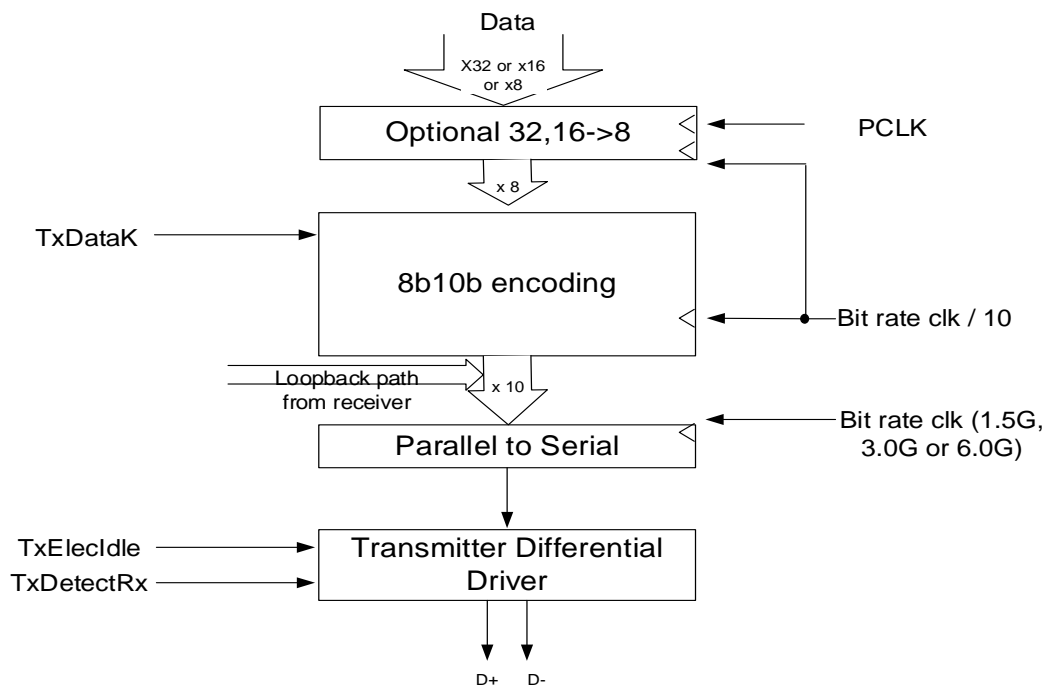 Data
X32 or x16
or x8
Optional 32,16->8
PCLK
x 8
TxDataK
8b10b encoding
Bit rate clk / 10
Loopback path
from receiver
x 10
Bit rate clk (1.5G,
3.0G or 6.0G)
Parallel to Serial
TxElecIdle
TxDetectRx
Transmitter Differential
Driver
D+ D-